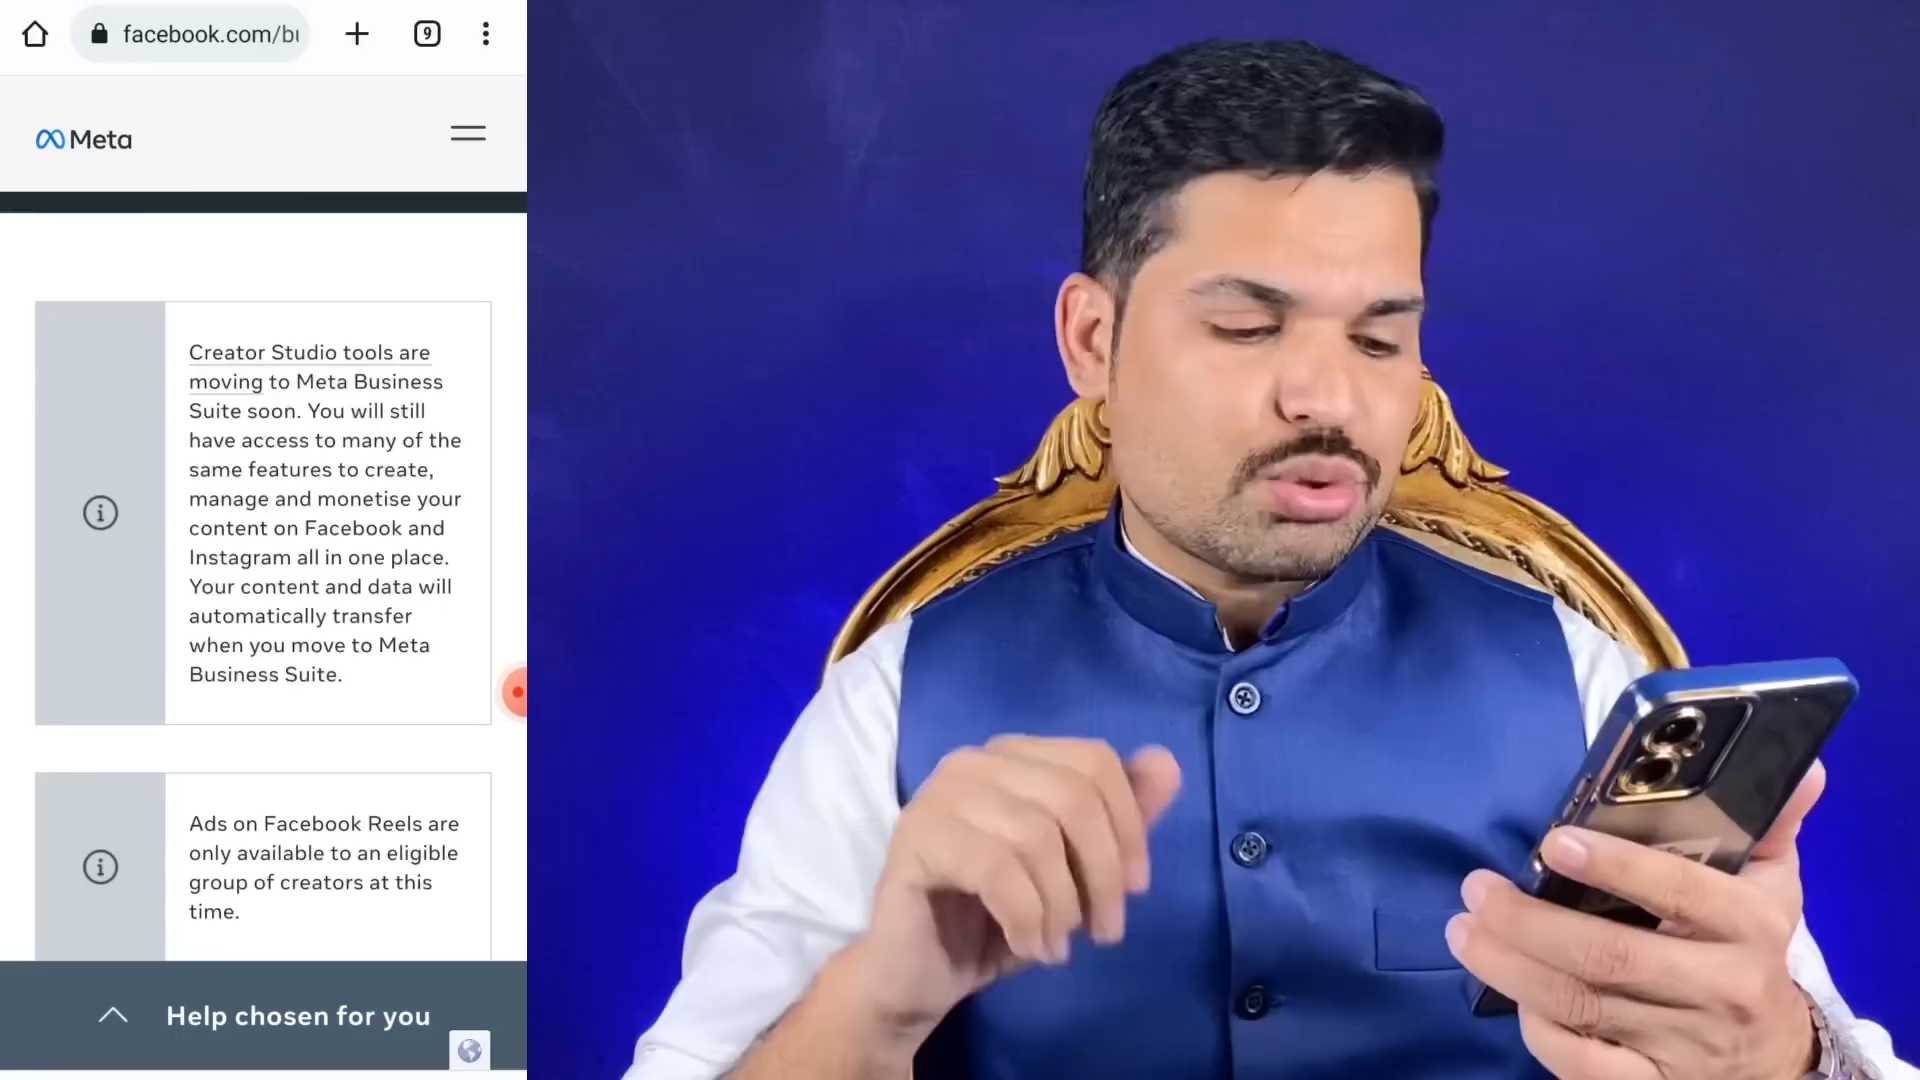 facebook.com/bu
9
Meta
Creator Studio tools are
moving to Meta Business
Suite soon. You will still
have access to many of the
same features to create,
manage and monetise your
content on Facebook and
Instagram all in one place.
Your content and data will
automatically transfer
when you move to Meta
Business Suite.
Ads on Facebook Reels are
only available to an eligible
group of creators at this
time.
Help chosen for you